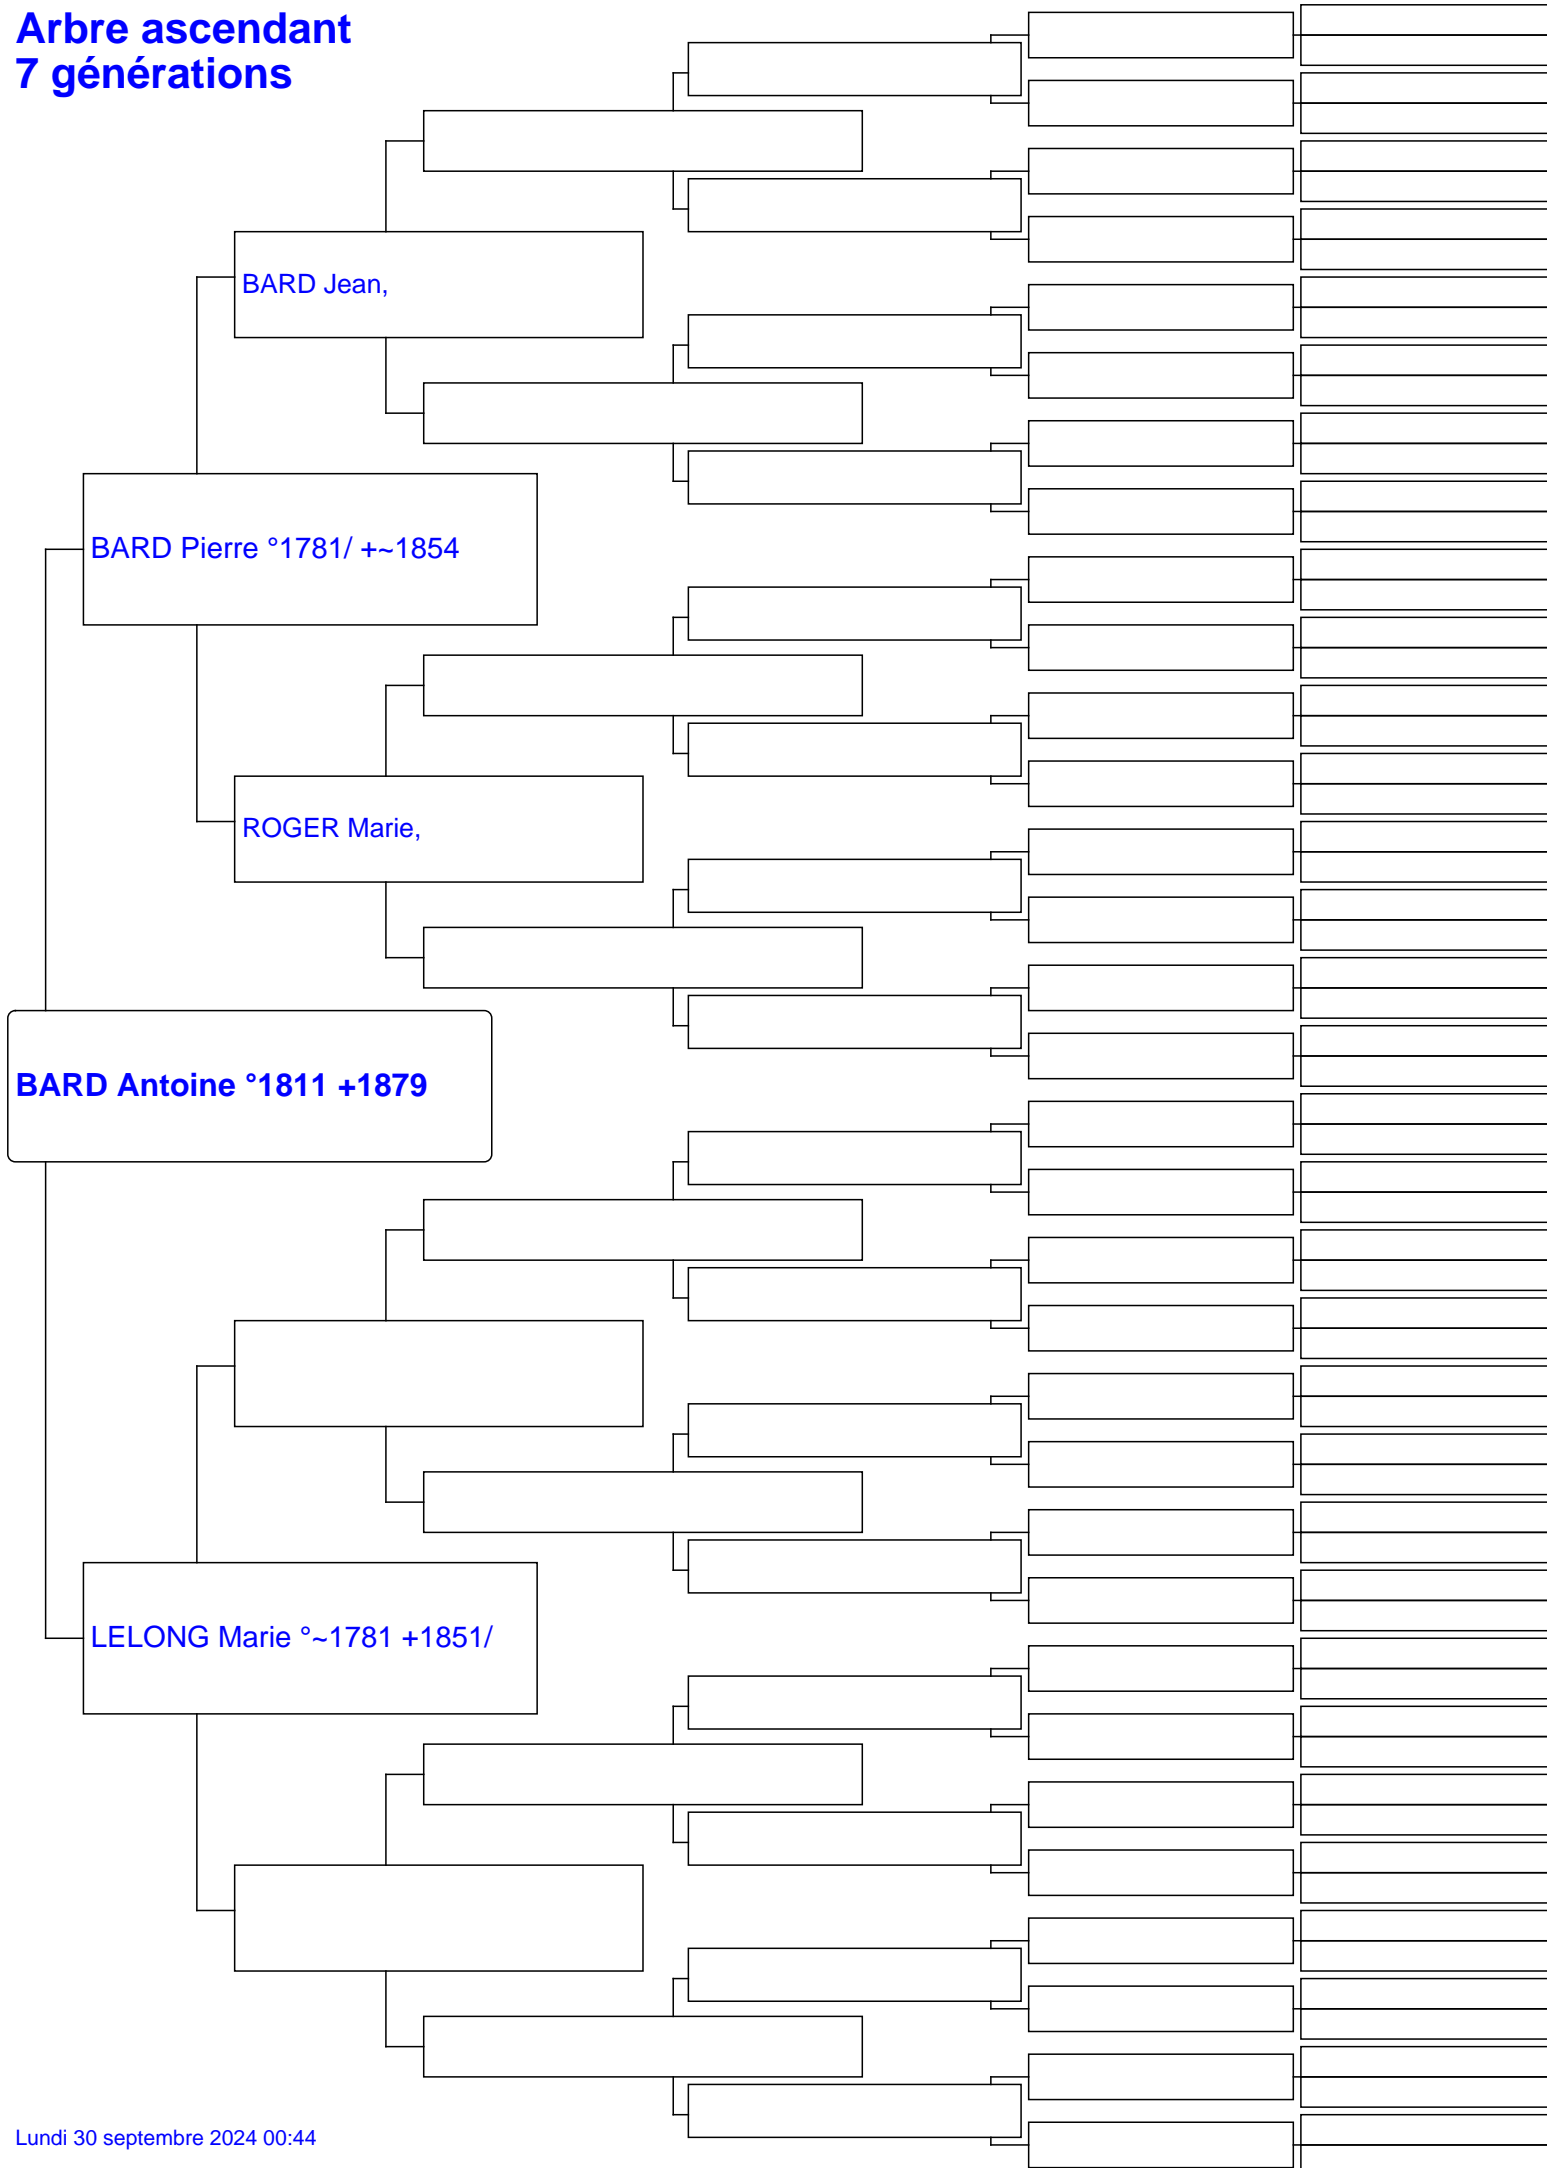 Arbre ascendant
7 générations
BARD Jean,
BARD Pierre °1781/ +~1854
ROGER Marie,
BARD Antoine °1811 +1879
LELONG Marie °~1781 +1851/
Lundi 30 septembre 2024 00:44